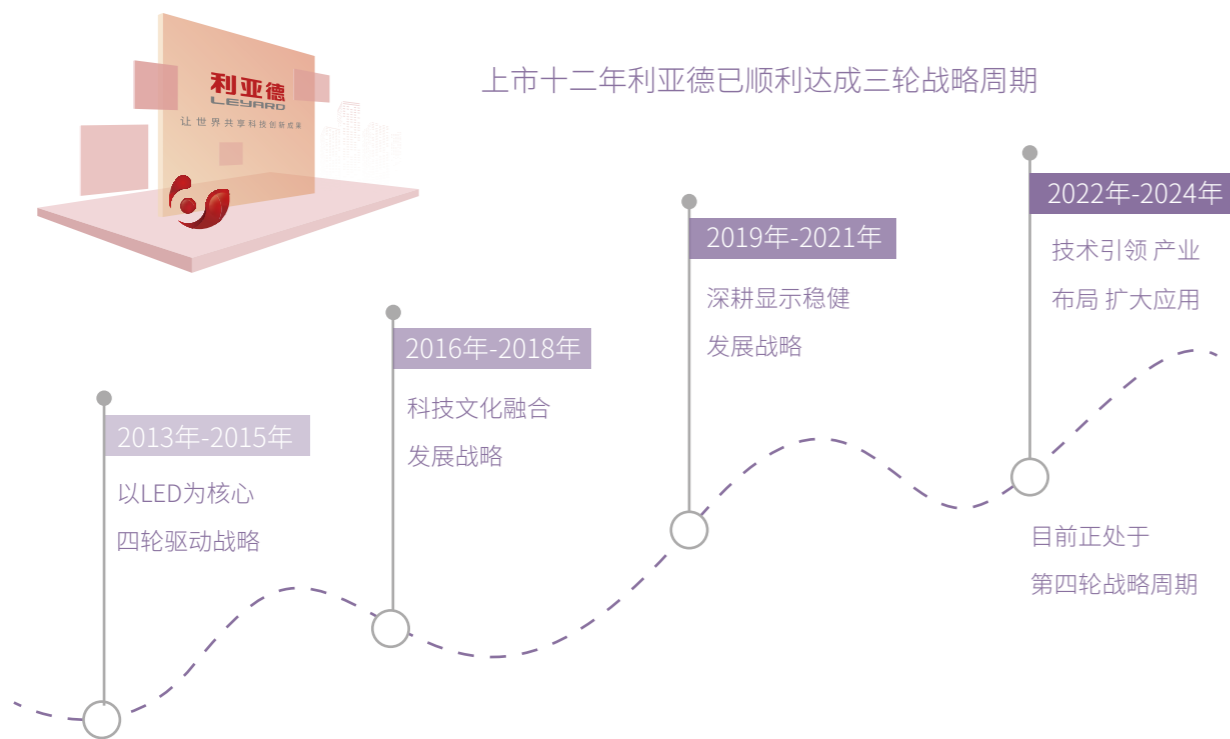 利亚德
LEYARD
让世界共享科技创新成果
上市十二年利亚德已顺利达成三轮战略周期
2013年-2015年
以LED为核心
四轮驱动战略
2016年-2018年
科技文化融合
发展战略
2019年-2021年
深耕显示稳健
发展战略
2022年-2024年
技术引领 产业
布局 扩大应用
目前正处于
第四轮战略周期